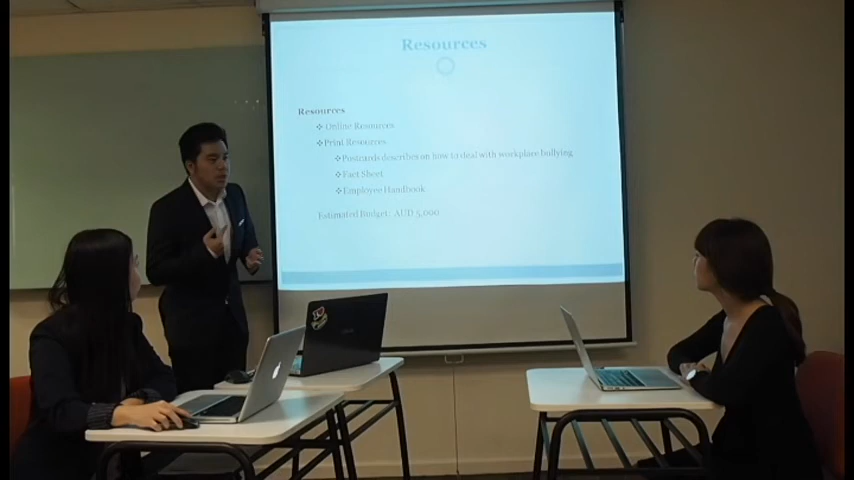 Resources
Resources
❖ Online Resources
❖ Print Resources
❖ Postcards describes on how to deal with workplace bullying
❖ Fact Sheet
❖ Employee Handbook
Estimated Budget: AUD 5,000